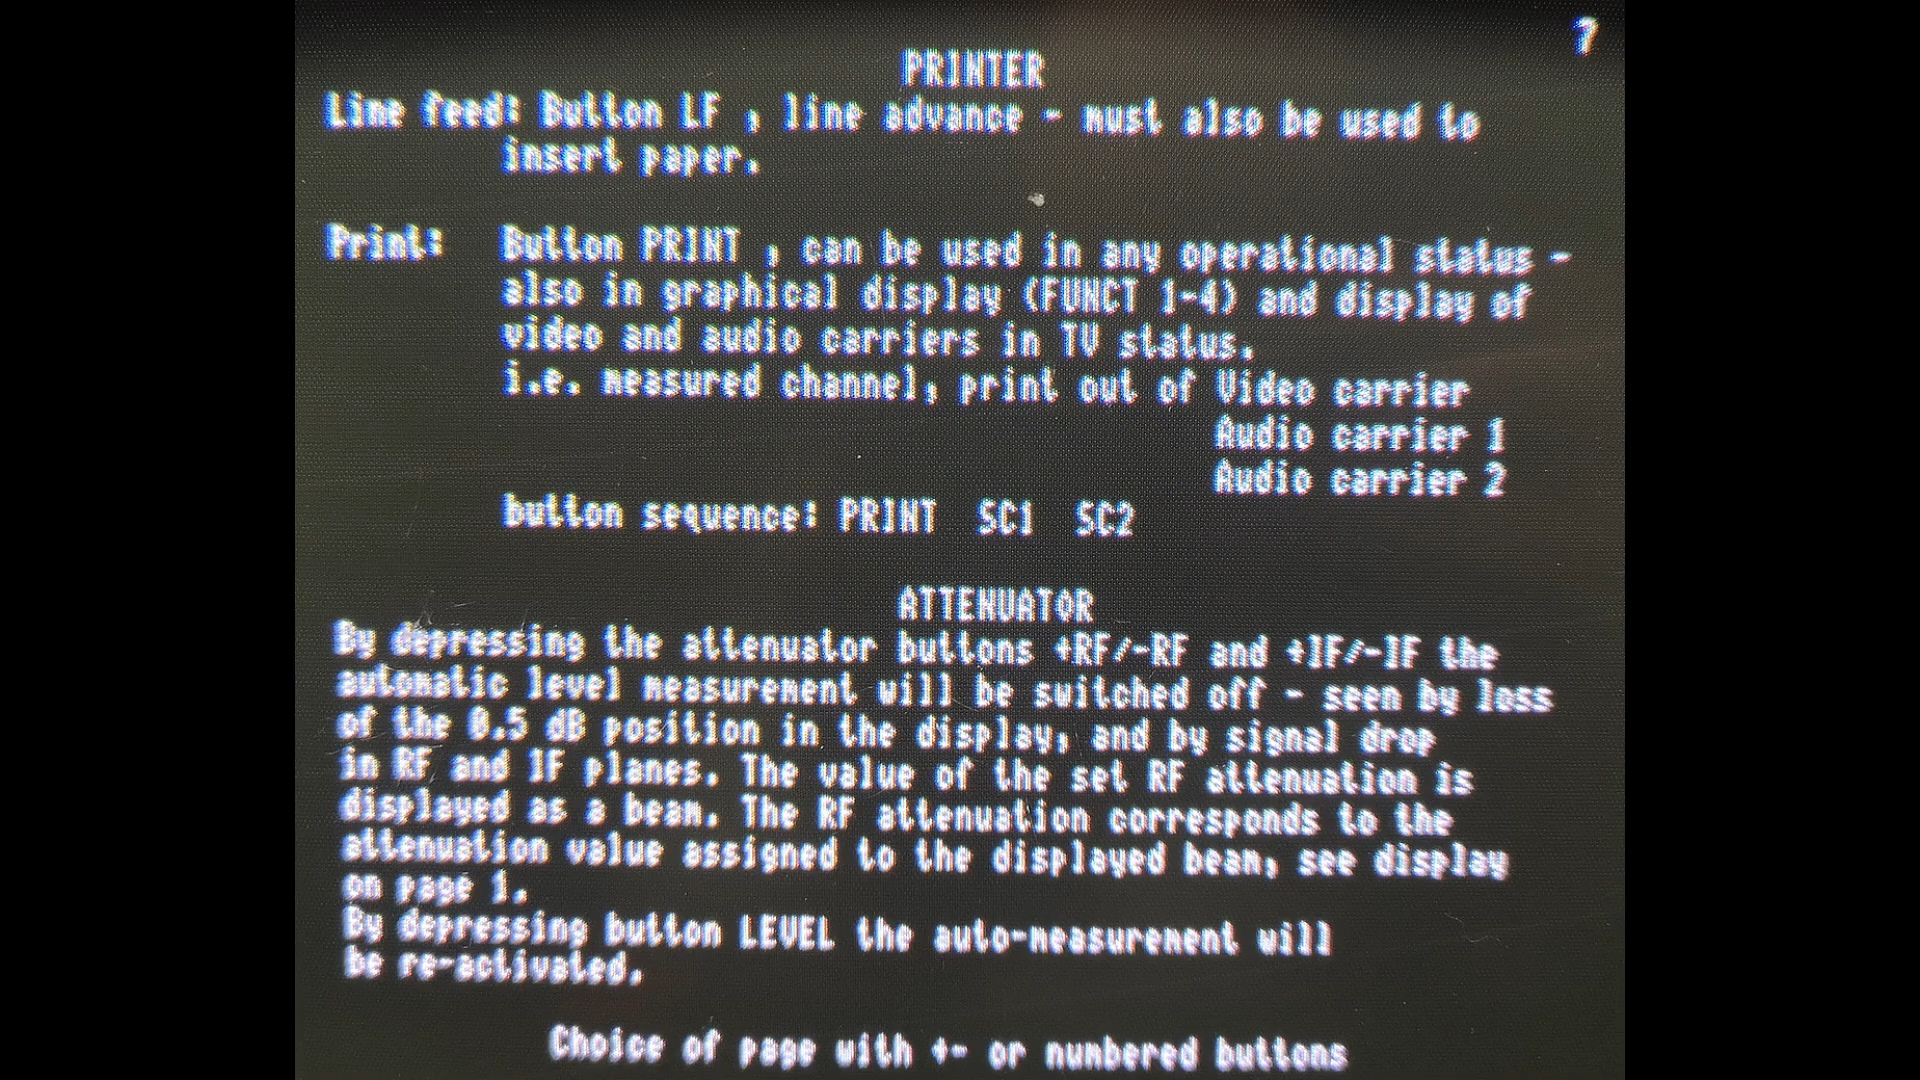 7
PRINTER
Line feed: Button LF , line advance - must also be used to
insert paper.
Print: Button PRINT , can be used in any operational status -
also in graphical display (FUNCT 1-4) and display of
video and audio carriers in TV status.
i.e. measured channel, print out of Video carrier
Audio carrier 1
Audio carrier 2
button sequence: PRINT SC1 SC2
ATTENUATOR
By depressing the attenuator buttons +RF/-RF and +IF/-IF the
automatic level measurement will be switched off - seen by loss
of the 0.5 dB position in the display, and by signal drop
in RF and IF planes. The value of the set RF attenuation is
displayed as a beam. The RF attenuation corresponds to the
attenuation value assigned to the displayed beam, see display
on page 1.
By depressing button LEVEL the auto-measurement will
be re-activated.
Choice of page with +- or numbered buttons